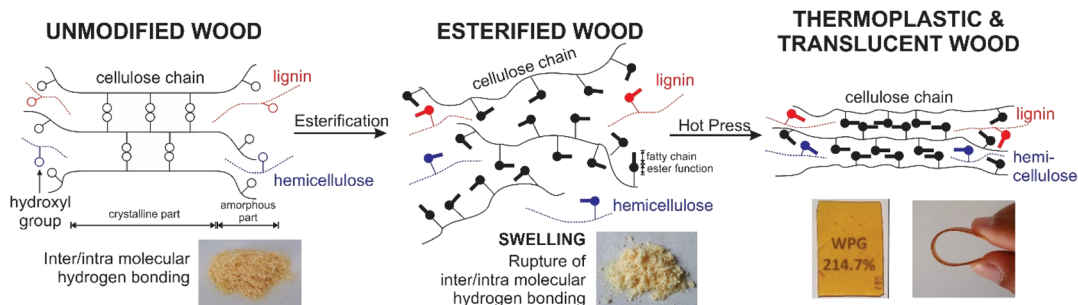 UNMODIFIED WOOD
cellulose chain
lignin
hemicellulose
hydroxyl
group
crystalline part
amorphous
part
Inter/intra molecular
hydrogen bonding
Esterification
ESTERIFIED WOOD
cellulose chain
lignin
fatty chain
ester function
hemicellulose
SWELLING
Rupture of
inter/intra molecular
hydrogen bonding
Hot Press
THERMOPLASTIC &
TRANSLUCENT WOOD
cellulose chain
lignin
hemi-
cellulose
WPG
214.7%